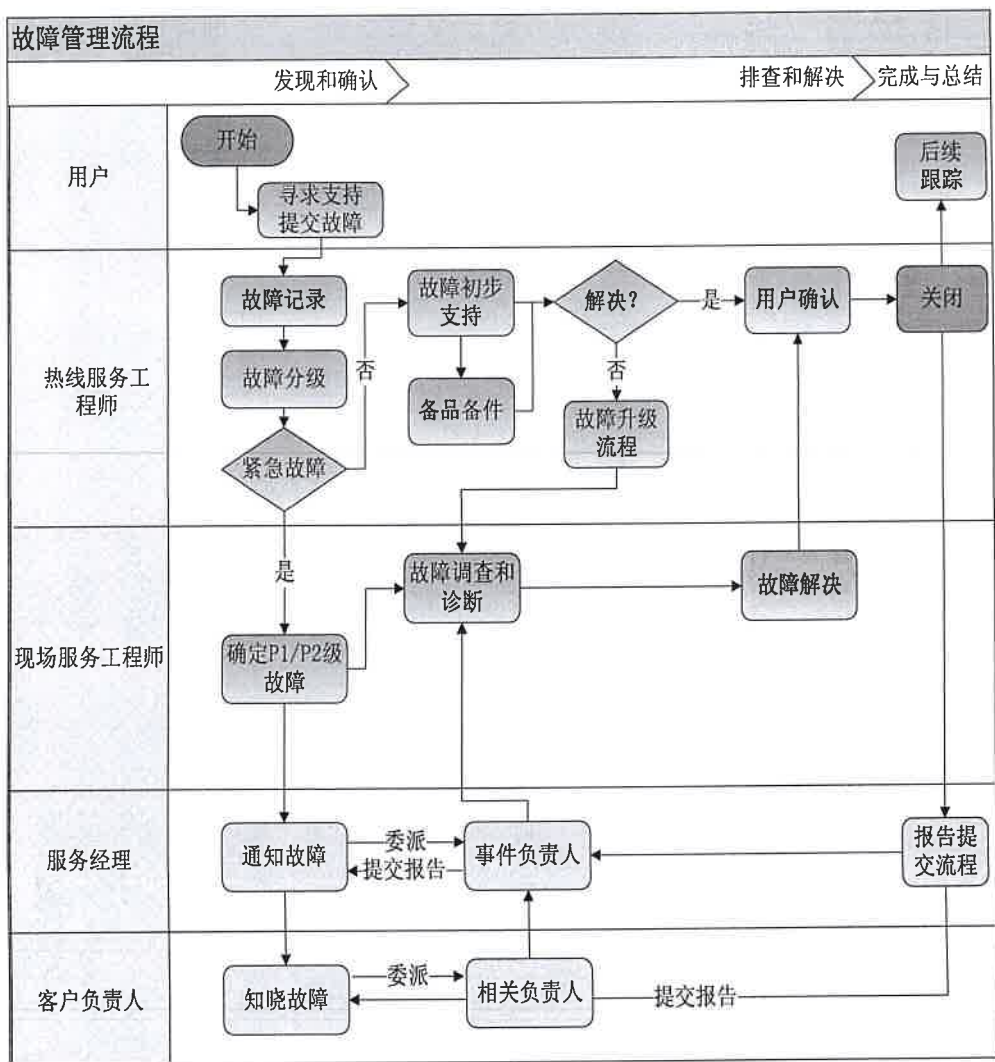 故障管理流程
发现和确认
排查和解决
完成与总结
用户
开始
寻求支持
提交故障
后续
跟踪
热线服务工
程师
故障记录
故障分级
紧急故障
否
故障初步
支持
备品备件
解决?
是
否
故障升级
流程
用户确认
关闭
现场服务工程师
是
确定P1/P2级
故障
故障调查和
诊断
故障解决
服务经理
通知故障
委派
提交报告
事件负责人
报告提
交流程
客户负责人
知晓故障
委派
相关负责人
提交报告